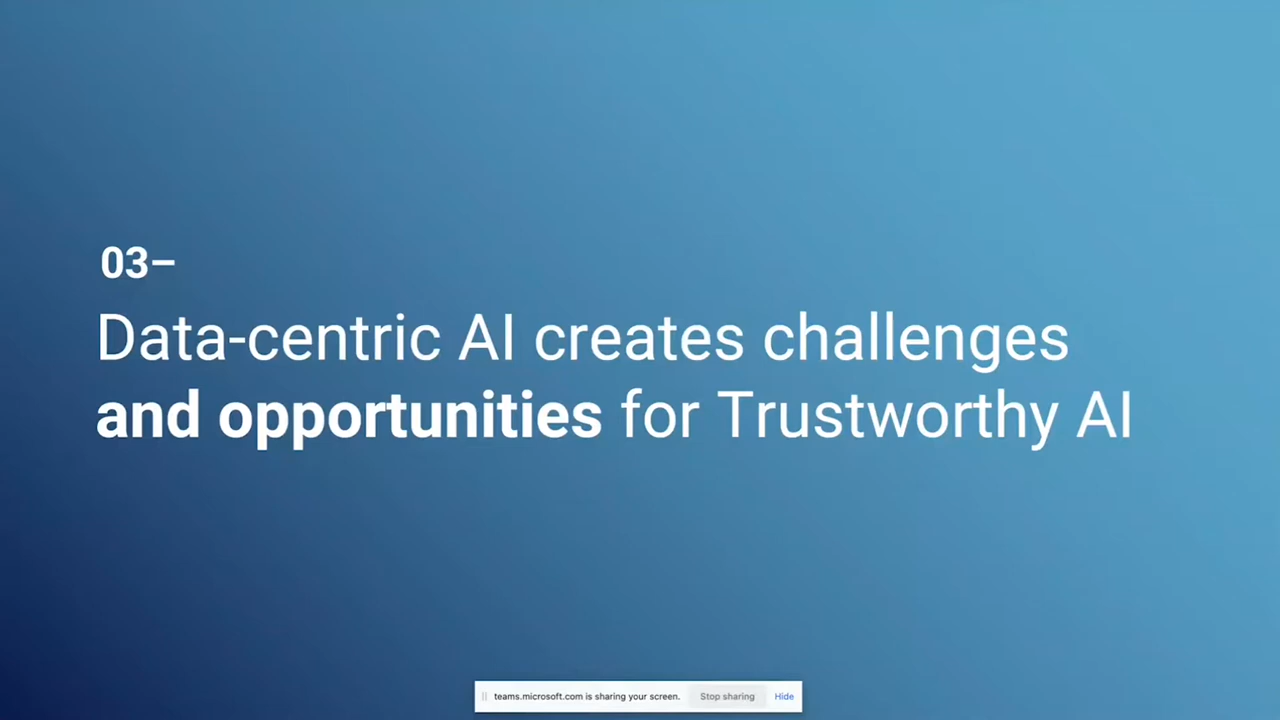 03–
Data-centric AI creates challenges
and opportunities for Trustworthy AI
teams.microsoft.com is sharing your screen. Stop sharing Hide